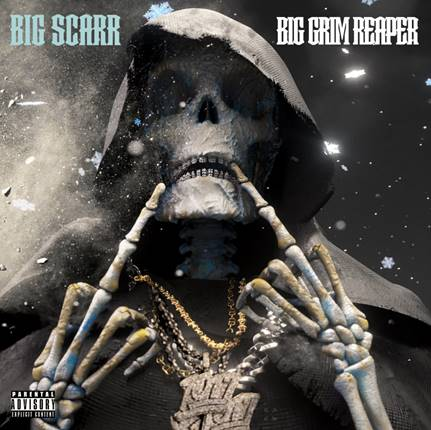 BIG SCARR
BIG GRIM REAPER
PARENTAL
ADVISORY
EXPLICIT CONTENT